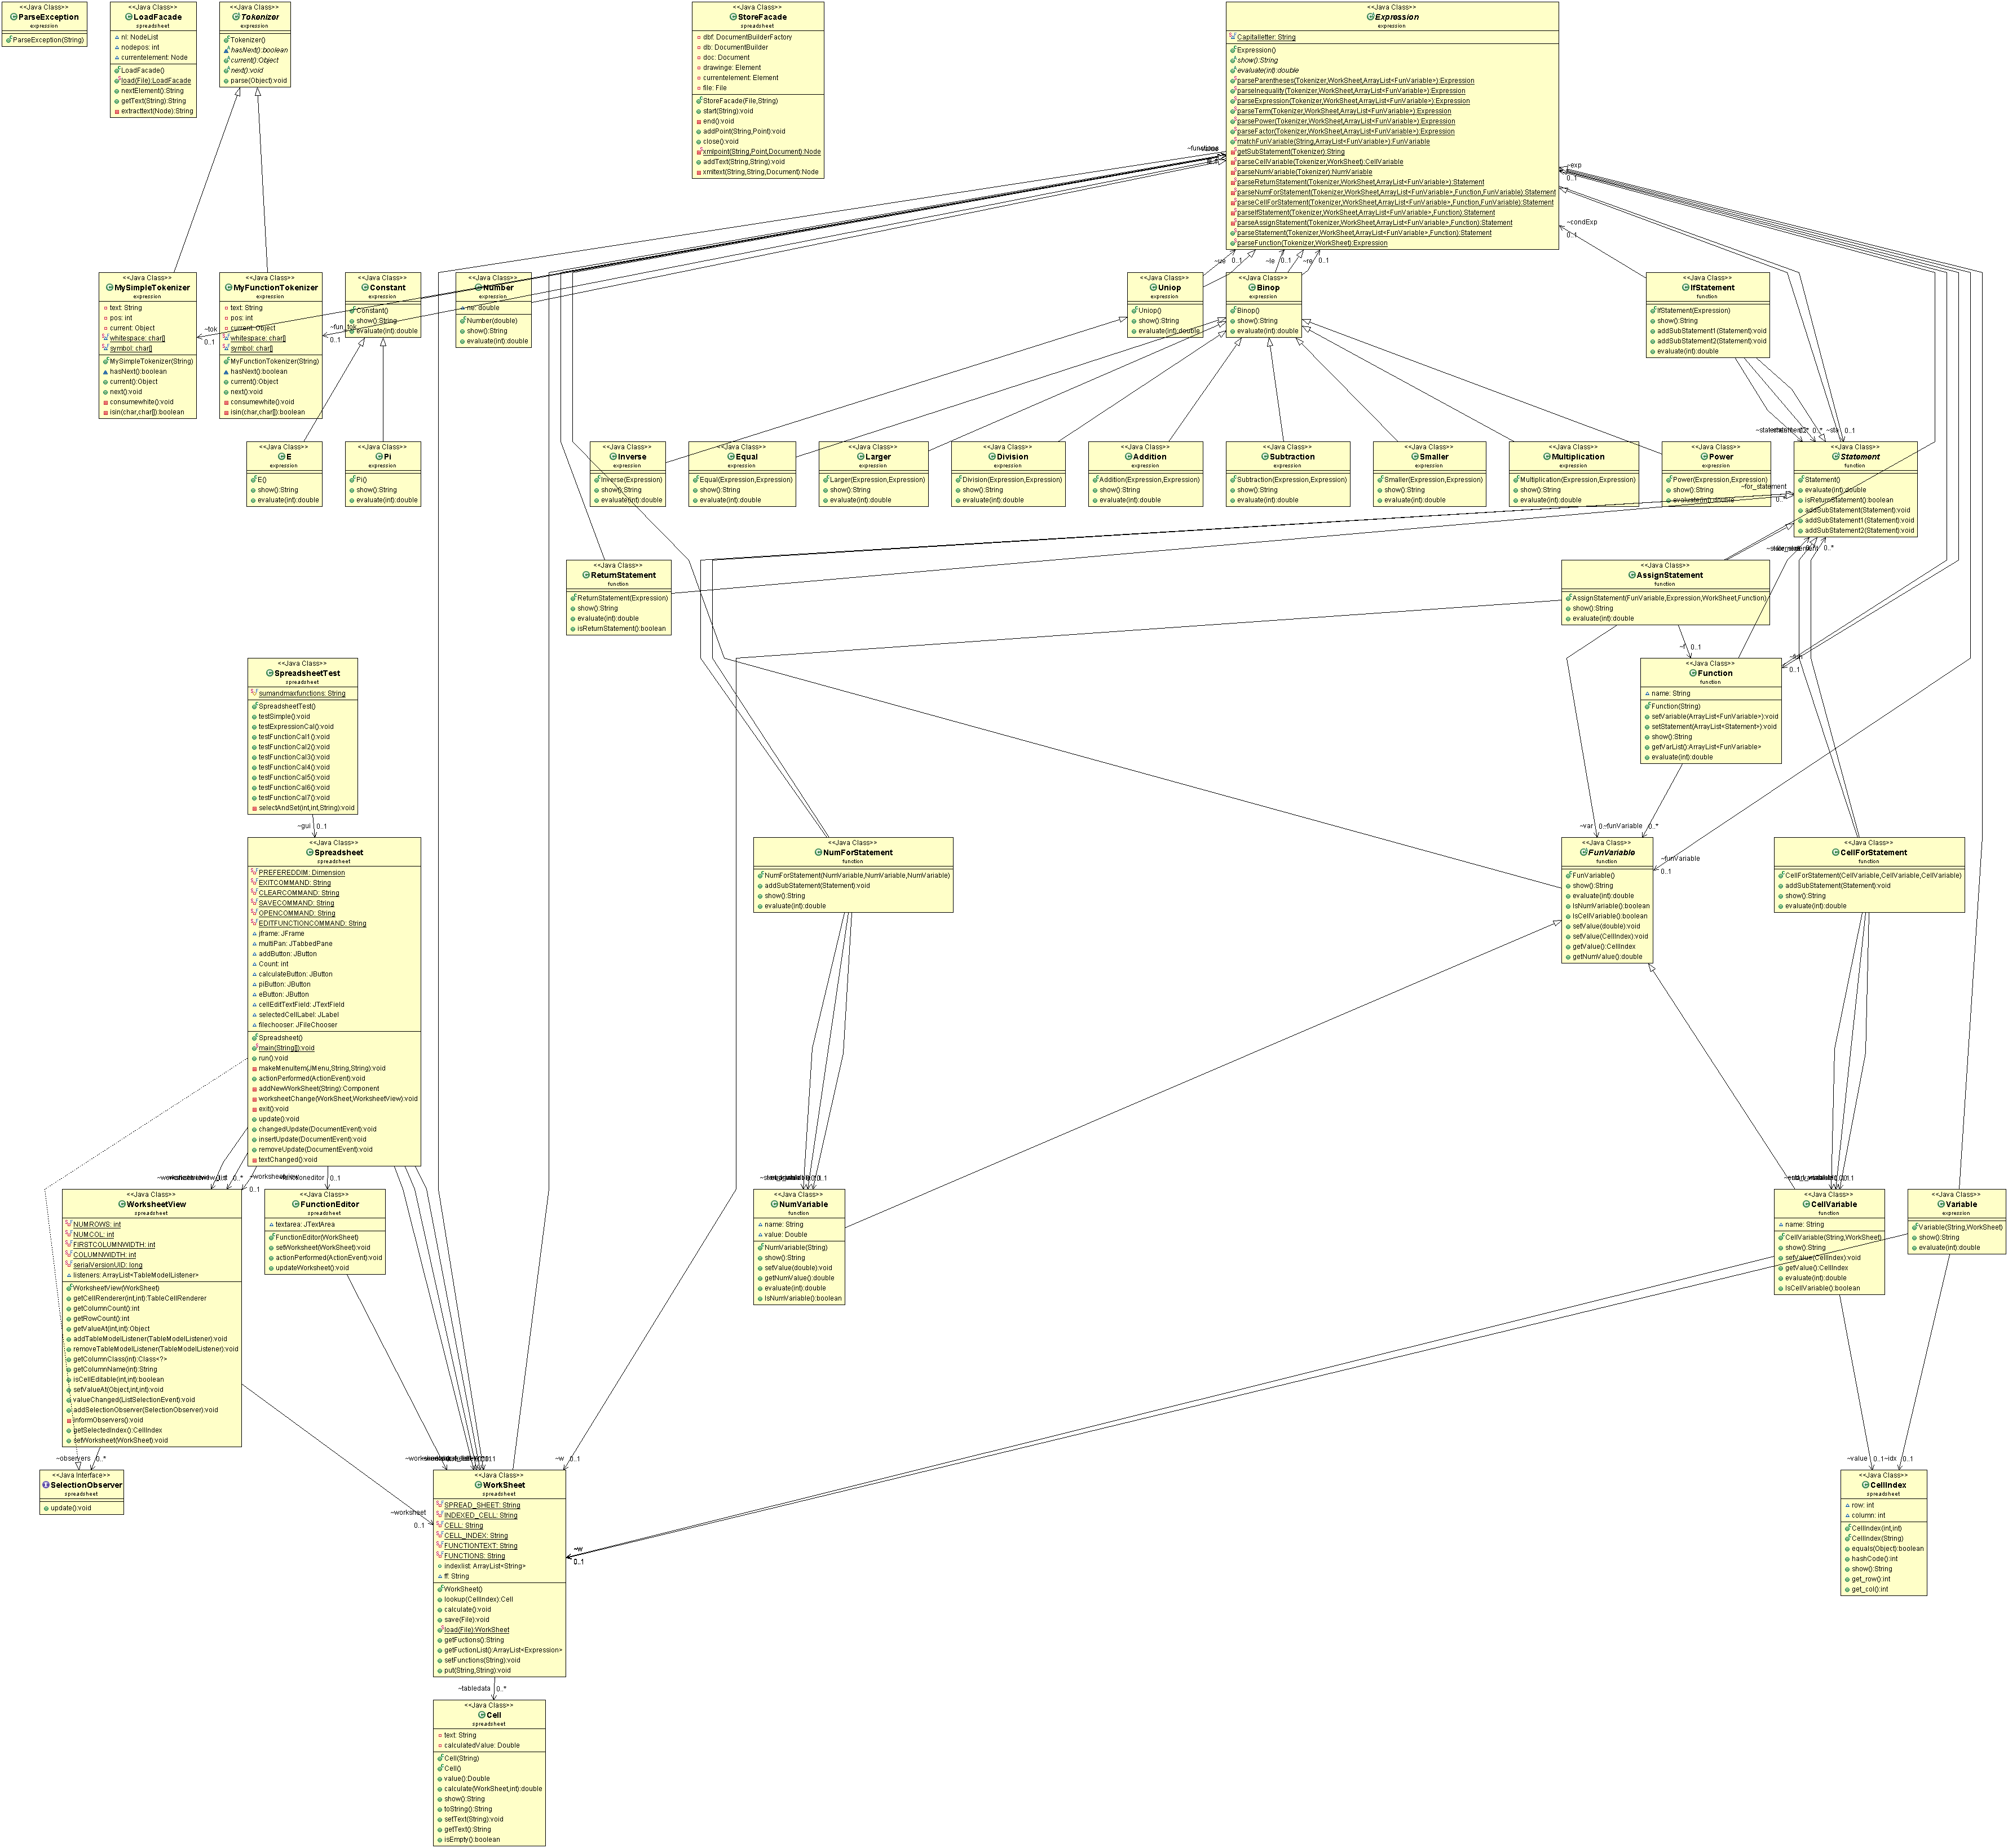 <<Java Class>>
ParseException
expression
ParseException(String)
<<Java Class>>
LoadFacade
spreadsheet
nl: NodeList
nodepos: int
currentelement: Node
LoadFacade()
load(File):LoadFacade
nextElement():String
getText(String):String
extracttext(Node):String
<<Java Class>>
Tokenizer
expression
Tokenizer()
hasNext():boolean
current():Object
next():void
parse(Object):void
<<Java Class>>
StoreFacade
spreadsheet
dbf: DocumentBuilderFactory
db: DocumentBuilder
doc: Document
drawinge: Element
currentelement: Element
file: File
StoreFacade(File,String)
start(String):void
end():void
addPoint(String,Point):void
close():void
xmlpoint(String,Point,Document):Node
addText(String,String):void
xmltext(String,String,Document):Node
<<Java Class>>
Expression
expression
Capitalletter: String
Expression()
show():String
evaluate(int):double
parseParentheses(Tokenizer,WorkSheet,ArrayList<FunVariable>):Expression
parseInequality(Tokenizer,WorkSheet,ArrayList<FunVariable>):Expression
parseExpression(Tokenizer,WorkSheet,ArrayList<FunVariable>):Expression
parseTerm(Tokenizer,WorkSheet,ArrayList<FunVariable>):Expression
parsePower(Tokenizer,WorkSheet,ArrayList<FunVariable>):Expression
parseFactor(Tokenizer,WorkSheet,ArrayList<FunVariable>):Expression
matchFunVariable(String,ArrayList<FunVariable>):FunVariable
getSubStatement(Tokenizer):String
parseCellVariable(Tokenizer,WorkSheet):CellVariable
parseNumVariable(Tokenizer):NumVariable
parseReturnStatement(Tokenizer,WorkSheet,ArrayList<FunVariable>):Statement
parseNumForStatement(Tokenizer,WorkSheet,ArrayList<FunVariable>,Function,FunVariable):Statement
parseCellForStatement(Tokenizer,WorkSheet,ArrayList<FunVariable>,Function,FunVariable):Statement
parseIfStatement(Tokenizer,WorkSheet,ArrayList<FunVariable>,Function):Statement
parseAssignStatement(Tokenizer,WorkSheet,ArrayList<FunVariable>,Function):Statement
parseStatement(Tokenizer,WorkSheet,ArrayList<FunVariable>,Function):Statement
parseFunction(Tokenizer,WorkSheet):Expression
~exp
0..1
~condExp
0..1
~ue 0..1
~le 0..1
~re 0..1
<<Java Class>>
MySimpleTokenizer
expression
text: String
pos: int
current: Object
whitespace: char[]
symbol: char[]
MySimpleTokenizer(String)
hasNext():boolean
current():Object
next():void
consumewhite():void
isin(char,char[]):boolean
~tok
0..1
<<Java Class>>
MyFunctionTokenizer
expression
text: String
pos: int
current: Object
whitespace: char[]
symbol: char[]
MyFunctionTokenizer(String)
hasNext():boolean
current():Object
next():void
consumewhite():void
isin(char,char[]):boolean
~fun_tok
0..1
<<Java Class>>
Constant
expression
Constant()
show():String
evaluate(int):double
<<Java Class>>
Number
expression
ne: double
Number(double)
show():String
evaluate(int):double
<<Java Class>>
Uniop
expression
Uniop()
show():String
evaluate(int):double
<<Java Class>>
Binop
expression
Binop()
show():String
evaluate(int):double
<<Java Class>>
IfStatement
function
IfStatement(Expression)
show():String
addSubStatement1(Statement):void
addSubStatement2(Statement):void
evaluate(int):double
<<Java Class>>
E
expression
E()
show():String
evaluate(int):double
<<Java Class>>
Pi
expression
Pi()
show():String
evaluate(int):double
<<Java Class>>
Inverse
expression
Inverse(Expression)
show():String
evaluate(int):double
<<Java Class>>
Equal
expression
Equal(Expression,Expression)
show():String
evaluate(int):double
<<Java Class>>
Larger
expression
Larger(Expression,Expression)
show():String
evaluate(int):double
<<Java Class>>
Division
expression
Division(Expression,Expression)
show():String
evaluate(int):double
<<Java Class>>
Addition
expression
Addition(Expression,Expression)
show():String
evaluate(int):double
<<Java Class>>
Subtraction
expression
Subtraction(Expression,Expression)
show():String
evaluate(int):double
<<Java Class>>
Smaller
expression
Smaller(Expression,Expression)
show():String
evaluate(int):double
<<Java Class>>
Multiplication
expression
Multiplication(Expression,Expression)
show():String
evaluate(int):double
<<Java Class>>
Power
expression
Power(Expression,Expression)
show():String
evaluate(int):double
0..* ~sta 0..1
<<Java Class>>
Statement
function
Statement()
evaluate(int):double
isReturnStatement():boolean
addSubStatement(Statement):void
addSubStatement1(Statement):void
addSubStatement2(Statement):void
~for_statement
0..*
<<Java Class>>
ReturnStatement
function
ReturnStatement(Expression)
show():String
evaluate(int):double
isReturnStatement():boolean
<<Java Class>>
AssignStatement
function
AssignStatement(FunVariable,Expression,WorkSheet,Function)
show():String
evaluate(int):double
~f 0..1
~fun
0..1
<<Java Class>>
Function
function
name: String
Function(String)
setVariable(ArrayList<FunVariable>):void
setStatement(ArrayList<Statement>):void
show():String
getVarList():ArrayList<FunVariable>
evaluate(int):double
<<Java Class>>
SpreadsheetTest
spreadsheet
sumandmaxfunctions: String
SpreadsheetTest()
testSimple():void
testExpressionCal():void
testFunctionCal1():void
testFunctionCal2():void
testFunctionCal3():void
testFunctionCal4():void
testFunctionCal5():void
testFunctionCal6():void
testFunctionCal7():void
selectAndSet(int,int,String):void
~gui 0..1
<<Java Class>>
Spreadsheet
spreadsheet
PREFEREDDIM: Dimension
EXITCOMMAND: String
CLEARCOMMAND: String
SAVECOMMAND: String
OPENCOMMAND: String
EDITFUNCTIONCOMMAND: String
jframe: JFrame
multiPan: JTabbedPane
addButton: JButton
Count: int
calculateButton: JButton
piButton: JButton
eButton: JButton
cellEditTextField: JTextField
selectedCellLabel: JLabel
filechooser: JFileChooser
Spreadsheet()
main(String[]):void
run():void
makeMenuItem(JMenu,String,String):void
actionPerformed(ActionEvent):void
addNewWorkSheet(String):Component
worksheetChange(WorkSheet,WorksheetView):void
exit():void
update():void
changedUpdate(DocumentEvent):void
insertUpdate(DocumentEvent):void
removeUpdate(DocumentEvent):void
textChanged():void
<<Java Class>>
NumForStatement
function
NumForStatement(NumVariable,NumVariable,NumVariable)
addSubStatement(Statement):void
show():String
evaluate(int):double
~var
~funVariable 0..*
<<Java Class>>
FunVariable
function
FunVariable()
show():String
evaluate(int):double
IsNumVariable():boolean
IsCellVariable():boolean
setValue(double):void
setValue(CellIndex):void
getValue():CellIndex
getNumValue():double
~funVariable
0..1
<<Java Class>>
CellForStatement
function
CellForStatement(CellVariable,CellVariable,CellVariable)
addSubStatement(Statement):void
show():String
evaluate(int):double
<<Java Class>>
WorksheetView
spreadsheet
NUMROWS: int
NUMCOL: int
FIRSTCOLUMNWIDTH: int
COLUMNWIDTH: int
serialVersionUID: long
listeners: ArrayList<TableModelListener>
WorksheetView(WorkSheet)
getCellRenderer(int,int):TableCellRenderer
getColumnCount():int
getRowCount():int
getValueAt(int,int):Object
addTableModelListener(TableModelListener):void
removeTableModelListener(TableModelListener):void
getColumnClass(int):Class<?>
getColumnName(int):String
isCellEditable(int,int):boolean
setValueAt(Object,int,int):void
valueChanged(ListSelectionEvent):void
addSelectionObserver(SelectionObserver):void
informObservers():void
getSelectedIndex():CellIndex
setWorksheet(WorkSheet):void
<<Java Class>>
FunctionEditor
spreadsheet
textarea: JTextArea
FunctionEditor(WorkSheet)
setWorksheet(WorkSheet):void
actionPerformed(ActionEvent):void
updateWorksheet():void
<<Java Class>>
NumVariable
function
name: String
value: Double
NumVariable(String)
show():String
setValue(double):void
getNumValue():double
evaluate(int):double
IsNumVariable():boolean
<<Java Class>>
CellVariable
function
name: String
CellVariable(String,WorkSheet)
show():String
setValue(CellIndex):void
getValue():CellIndex
evaluate(int):double
IsCellVariable():boolean
<<Java Class>>
Variable
expression
Variable(String,WorkSheet)
show():String
evaluate(int):double
~observers 0..*
<<Java Interface>>
SelectionObserver
spreadsheet
update():void
~worksheet
0..1
~w 0..1
<<Java Class>>
WorkSheet
spreadsheet
SPREAD_SHEET: String
INDEXED_CELL: String
CELL: String
CELL_INDEX: String
FUNCTIONTEXT: String
FUNCTIONS: String
indexlist: ArrayList<String>
ff: String
WorkSheet()
lookup(CellIndex):Cell
calculate():void
save(File):void
load(File):WorkSheet
getFuctions():String
getFuctionList():ArrayList<Expression>
setFunctions(String):void
put(String,String):void
~w
0..1
~value 0..1
~idx 0..1
<<Java Class>>
CellIndex
spreadsheet
row: int
column: int
CellIndex(int,int)
CellIndex(String)
equals(Object):boolean
hashCode():int
show():String
get_row():int
get_col():int
~tabledata 0..*
<<Java Class>>
Cell
spreadsheet
text: String
calculatedValue: Double
Cell(String)
Cell()
value():Double
calculate(WorkSheet,int):double
show():String
toString():String
setText(String):void
getText():String
isEmpty():boolean